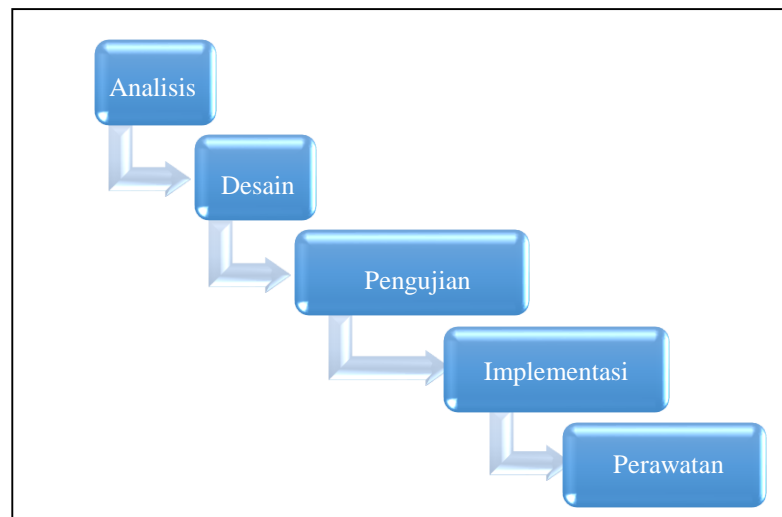 Analisis
Desain
Pengujian
Implementasi
Perawatan